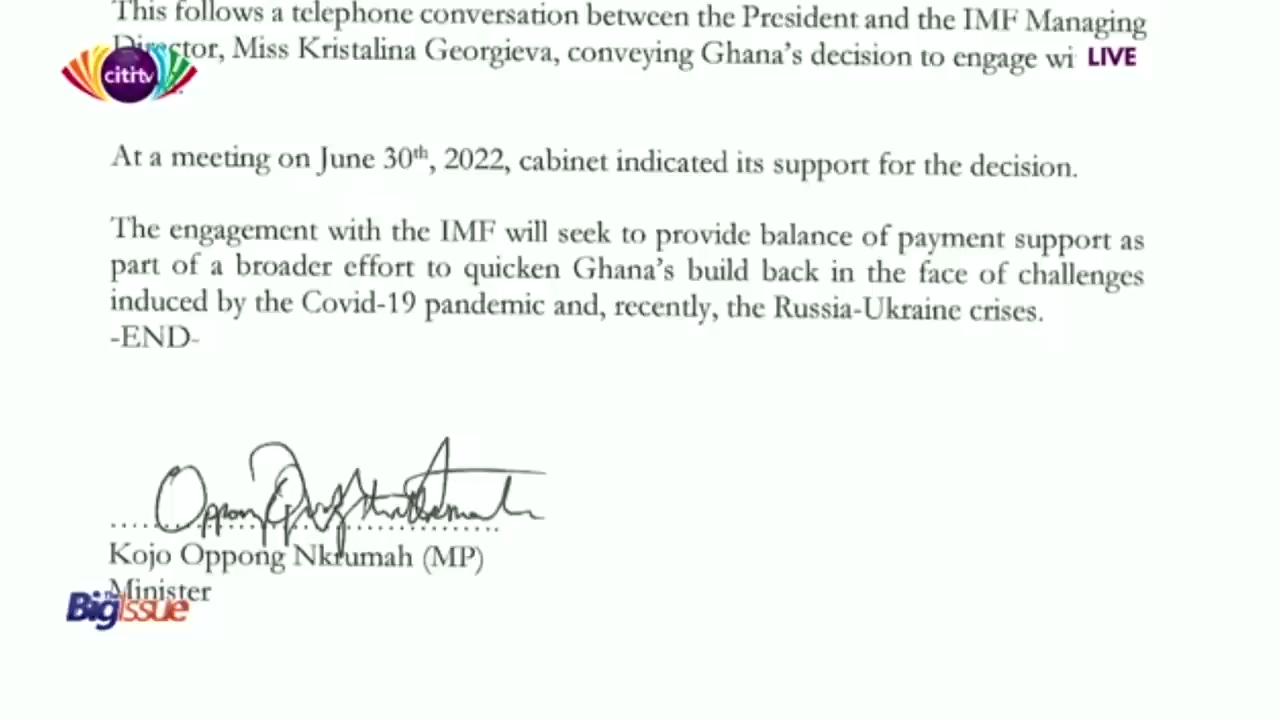 This follows a telephone conversation between the President and the IMF Managing
Director, Miss Kristalina Georgieva, conveying Ghana's decision to engage wi
LIVE
citi tv
At a meeting on June 30th, 2022, cabinet indicated its support for the decision.
The engagement with the IMF will seek to provide balance of payment support as
part of a broader effort to quicken Ghana's build back in the face of challenges
induced by the Covid-19 pandemic and, recently, the Russia-Ukraine crises.
-END-
Kojo Oppong Nkrumah (MP)
Minister
The BigIssue